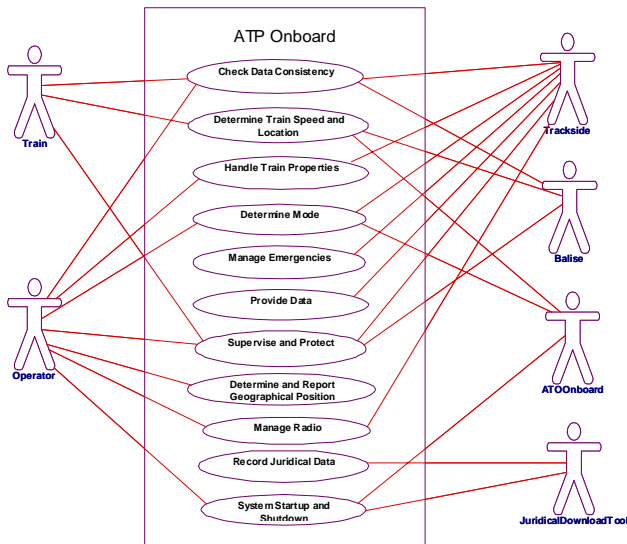 ATP Onboard
Check Data Consistency
Determine Train Speed and
Location
Handle Train Properties
Determine Mode
Manage Emergencies
Provide Data
Supervise and Protect
Determine and Report
Geographical Position
Manage Radio
Record Juridical Data
System Startup and
Shutdown
Train
Operator
Trackside
Balise
ATOOnboard
JuridicalDownloadTool